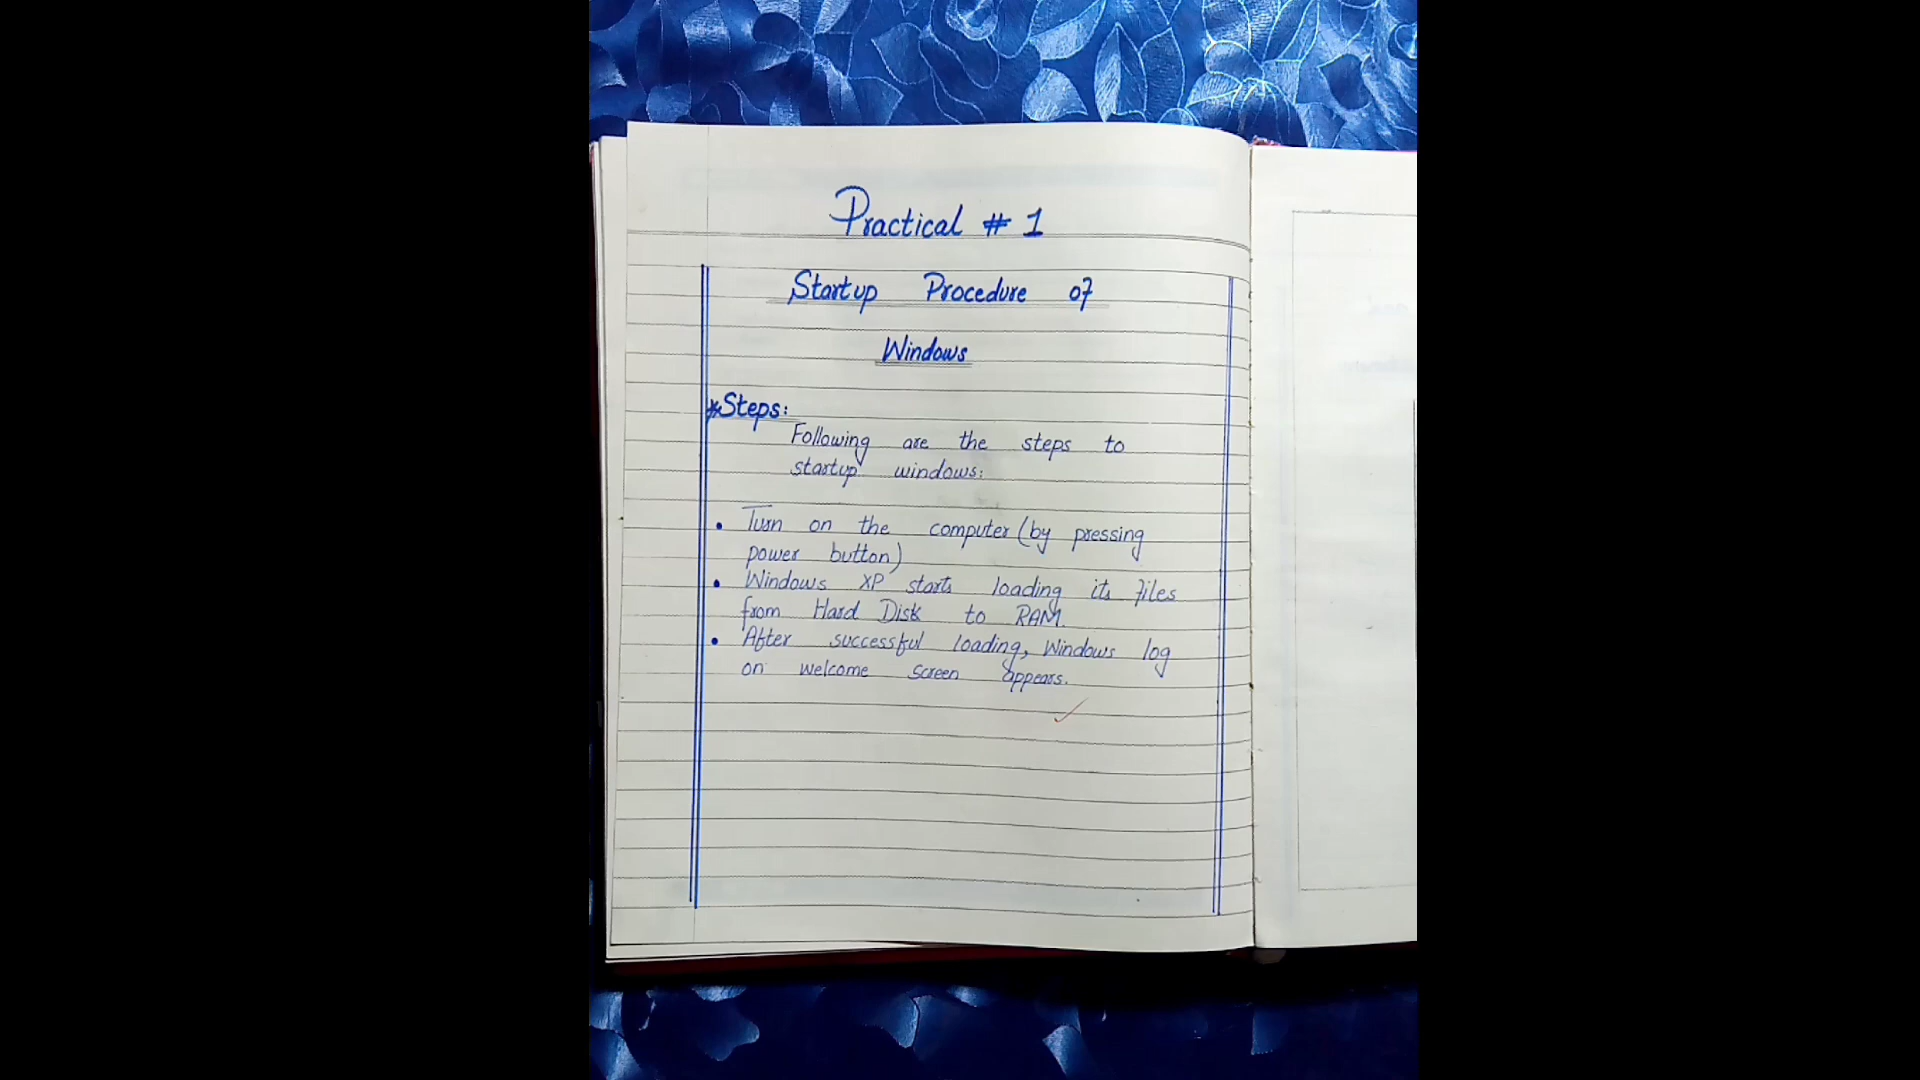 Practical # 1
Startup Procedure of
Windows
*Steps:
Following are the steps to
startup windows:
• Turn on the computer (by pressing
power button)
• Windows XP starts loading its files
from Hard Disk to RAM.
• After successful loading, Windows log
on welcome screen appears.